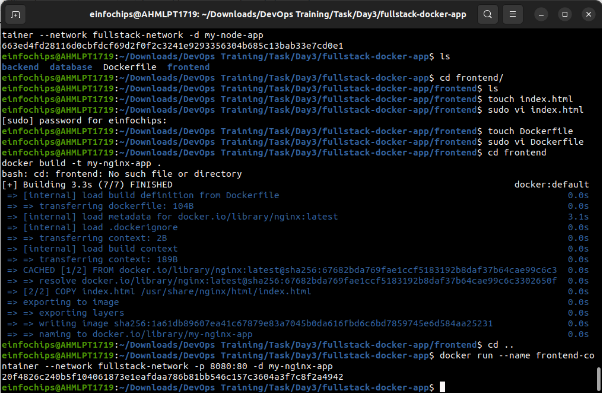 einfochips@AHMLPT1719: ~/Downloads/DevOps Training/Task/Day3/fullstack-docker-app
tainer --network fullstack-network -d my-node-app
663ed4fd28116d0cbfdcf69d2f0f2c3241e9293356304b685c13bab33e7cd0e1
einfochips@AHMLPT1719:~/Downloads/DevOps Training/Task/Day3/fullstack-docker-app$ ls
backend database Dockerfile frontend
einfochips@AHMLPT1719:~/Downloads/DevOps Training/Task/Day3/fullstack-docker-app$ cd frontend/
einfochips@AHMLPT1719:~/Downloads/DevOps Training/Task/Day3/fullstack-docker-app/frontend$ ls
einfochips@AHMLPT1719:~/Downloads/DevOps Training/Task/Day3/fullstack-docker-app/frontend$ touch index.html
einfochips@AHMLPT1719:~/Downloads/DevOps Training/Task/Day3/fullstack-docker-app/frontend$ sudo vi index.html
[sudo] password for einfochips:
einfochips@AHMLPT1719:~/Downloads/DevOps Training/Task/Day3/fullstack-docker-app/frontend$ touch Dockerfile
einfochips@AHMLPT1719:~/Downloads/DevOps Training/Task/Day3/fullstack-docker-app/frontend$ sudo vi Dockerfile
einfochips@AHMLPT1719:~/Downloads/DevOps Training/Task/Day3/fullstack-docker-app/frontend$ cd frontend
docker build -t my-nginx-app .
bash: cd: frontend: No such file or directory
[+] Building 3.3s (7/7) FINISHED docker:default
=> [internal] load build definition from Dockerfile 0.0s
=> => transferring dockerfile: 104B 0.0s
=> [internal] load metadata for docker.io/library/nginx:latest 3.1s
=> [internal] load .dockerignore 0.0s
=> => transferring context: 2B 0.0s
=> [internal] load build context 0.0s
=> => transferring context: 189B 0.0s
=> CACHED [1/2] FROM docker.io/library/nginx:latest@sha256:67682bda769fae1ccf5183192b8daf37b64cae99c6c3 0.0s
=> => resolve docker.io/library/nginx:latest@sha256:67682bda769fae1ccf5183192b8daf37b64cae99c6c3302650f 0.0s
=> [2/2] COPY index.html /usr/share/nginx/html/index.html 0.0s
=> exporting to image 0.0s
=> => exporting layers 0.0s
=> => writing image sha256:1a61db89607ea41c67879e83a7045b0da616fbd6c6bd7859745e6d584aa25231 0.0s
=> => naming to docker.io/library/my-nginx-app 0.0s
einfochips@AHMLPT1719:~/Downloads/DevOps Training/Task/Day3/fullstack-docker-app/frontend$ cd ..
einfochips@AHMLPT1719:~/Downloads/DevOps Training/Task/Day3/fullstack-docker-app$ docker run --name frontend-co
ntainer --network fullstack-network -p 8080:80 -d my-nginx-app
20f4826c240b5f104061873e1eafdaa786b81bb546c157c3604a3f7c8f2a4942
einfochips@AHMLPT1719:~/Downloads/DevOps Training/Task/Day3/fullstack-docker-app$